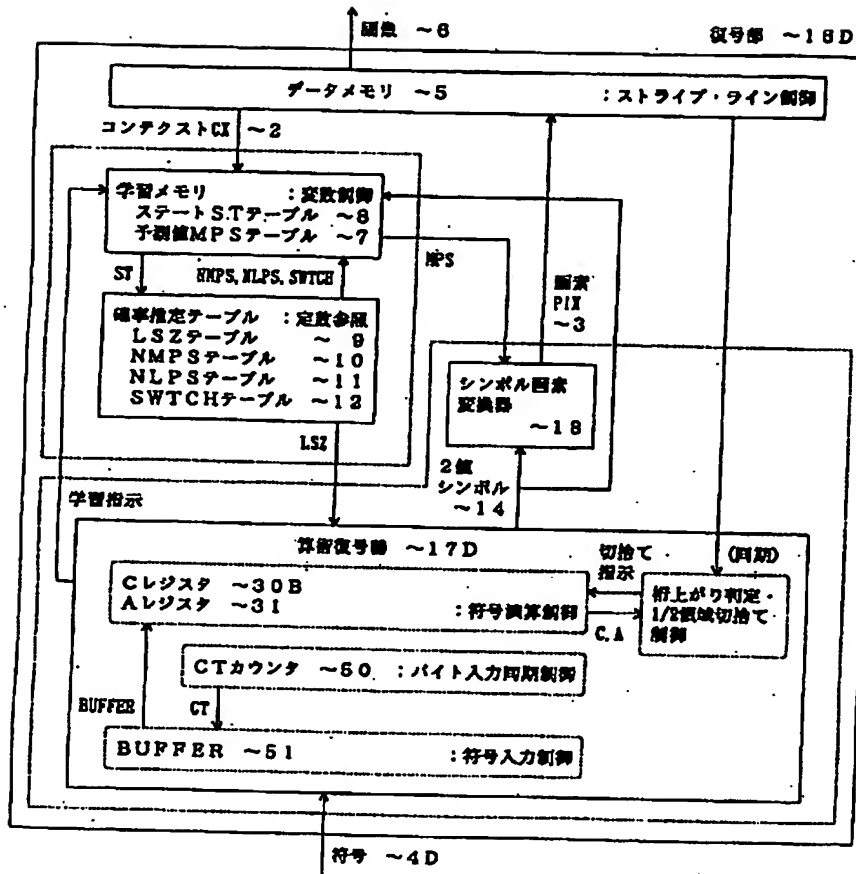 画像 ~6
復号部 ~16D
データメモリ ~5 :ストライプ・ライン制御
コンテクストCX ~2
学習メモリ :変数制御
ステートSTテーブル ~8
予測値MPSテーブル ~7
ST
NMPS, NLPS, SWTCH
MPS
画素
PIX
~3
確率推定テーブル :定数参照
LSZテーブル ~ 9
NMPSテーブル ~10
NLPSテーブル ~11
SWTCHテーブル ~12
シンボル画素
変換器
~18
LSZ
2値
シンボル
~14
学習指示
算術復号器 ~17D
切捨て
指示
(同期)
Cレジスタ ~30B
Aレジスタ ~31 :符号演算制御
桁上がり判定・
1/2領域切捨て
制御
C,A
CTカウンタ ~50 :バイト入力同期制御
BUFFER
CT
BUFFER ~51 :符号入力制御
符号 ~4D